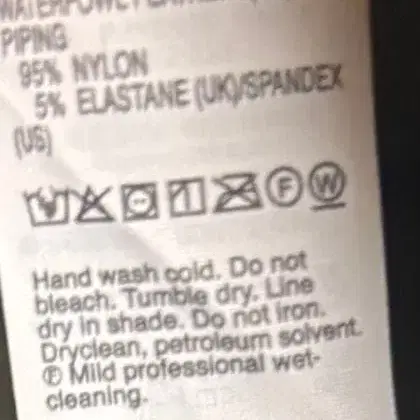 PIPING
95% NYLON
5% ELASTANE (UK)/SPANDEX
(US)
F W
Hand wash cold. Do not
bleach. Tumble dry. Line
dry in shade. Do not iron.
Dryclean, petroleum solvent.
Ⓟ Mild professional wet-
cleaning.